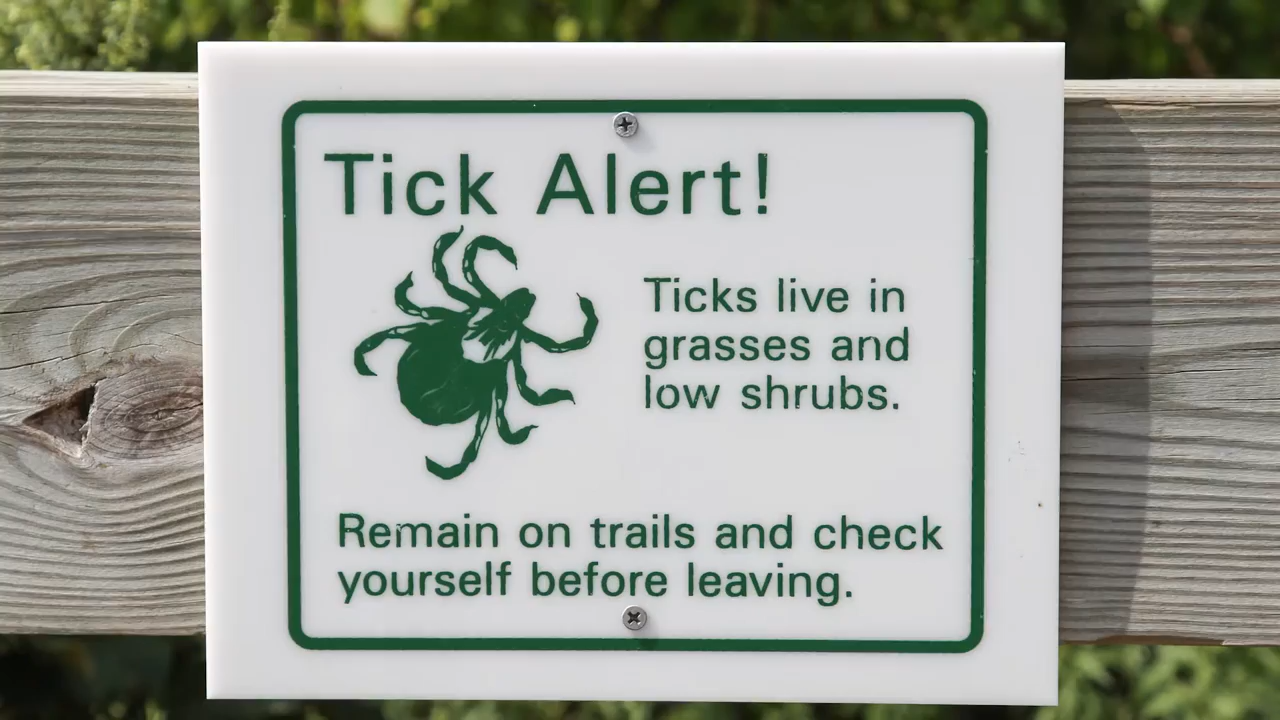 Tick Alert!
Ticks live in
grasses and
low shrubs.
Remain on trails and check
yourself before leaving.